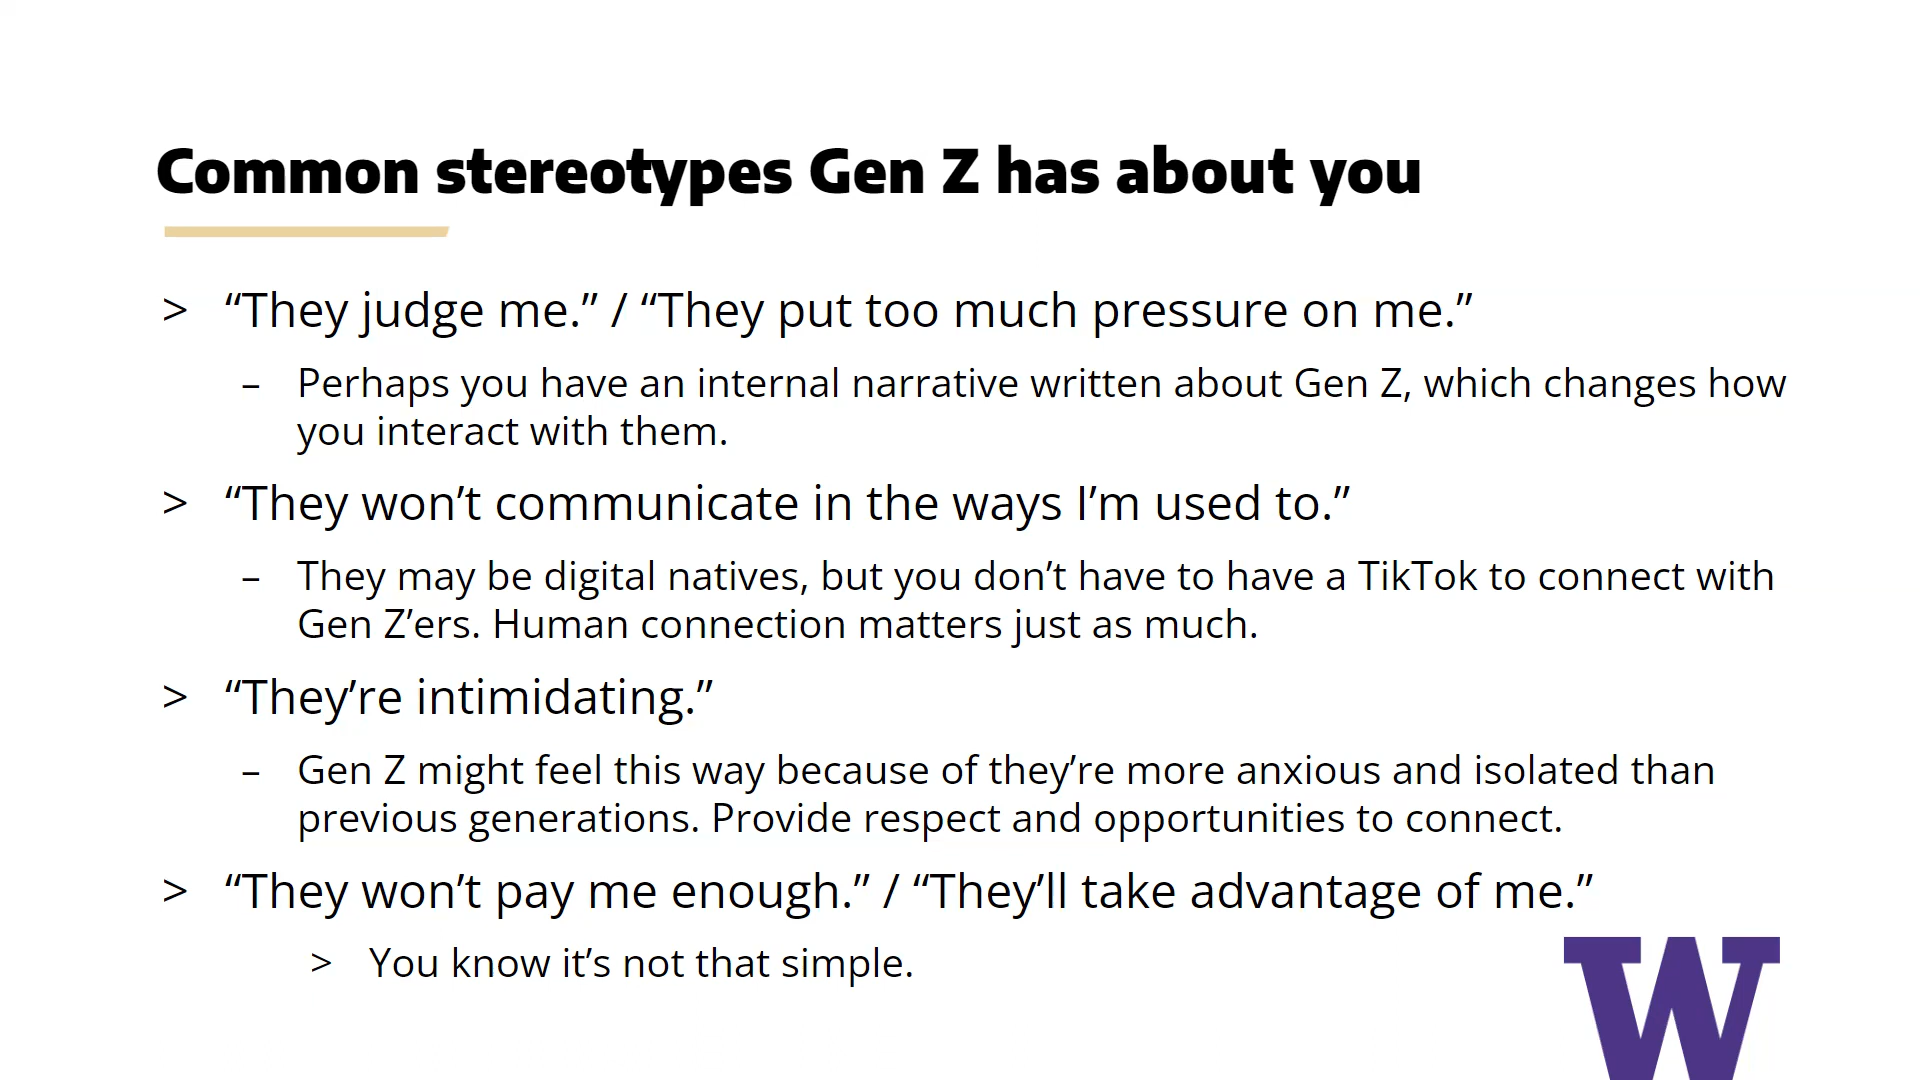 Common stereotypes Gen Z has about you
> “They judge me.” / “They put too much pressure on me.”
– Perhaps you have an internal narrative written about Gen Z, which changes how
you interact with them.
> “They won’t communicate in the ways I’m used to.”
– They may be digital natives, but you don’t have to have a TikTok to connect with
Gen Z’ers. Human connection matters just as much.
> “They’re intimidating.”
– Gen Z might feel this way because of they’re more anxious and isolated than
previous generations. Provide respect and opportunities to connect.
> “They won’t pay me enough.” / “They’ll take advantage of me.”
> You know it’s not that simple.
W